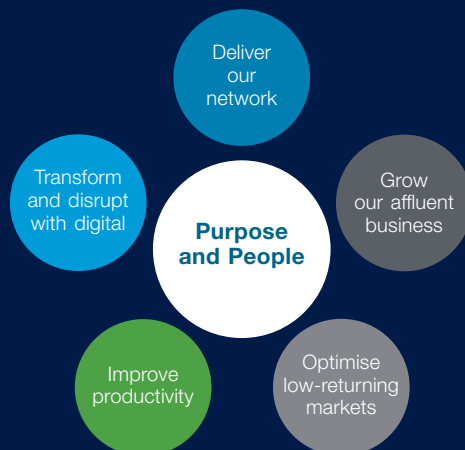 Deliver
our
network
Transform
and disrupt
with digital
Grow
our affluent
business
Purpose
and People
Improve
productivity
Optimise
low-returning
markets